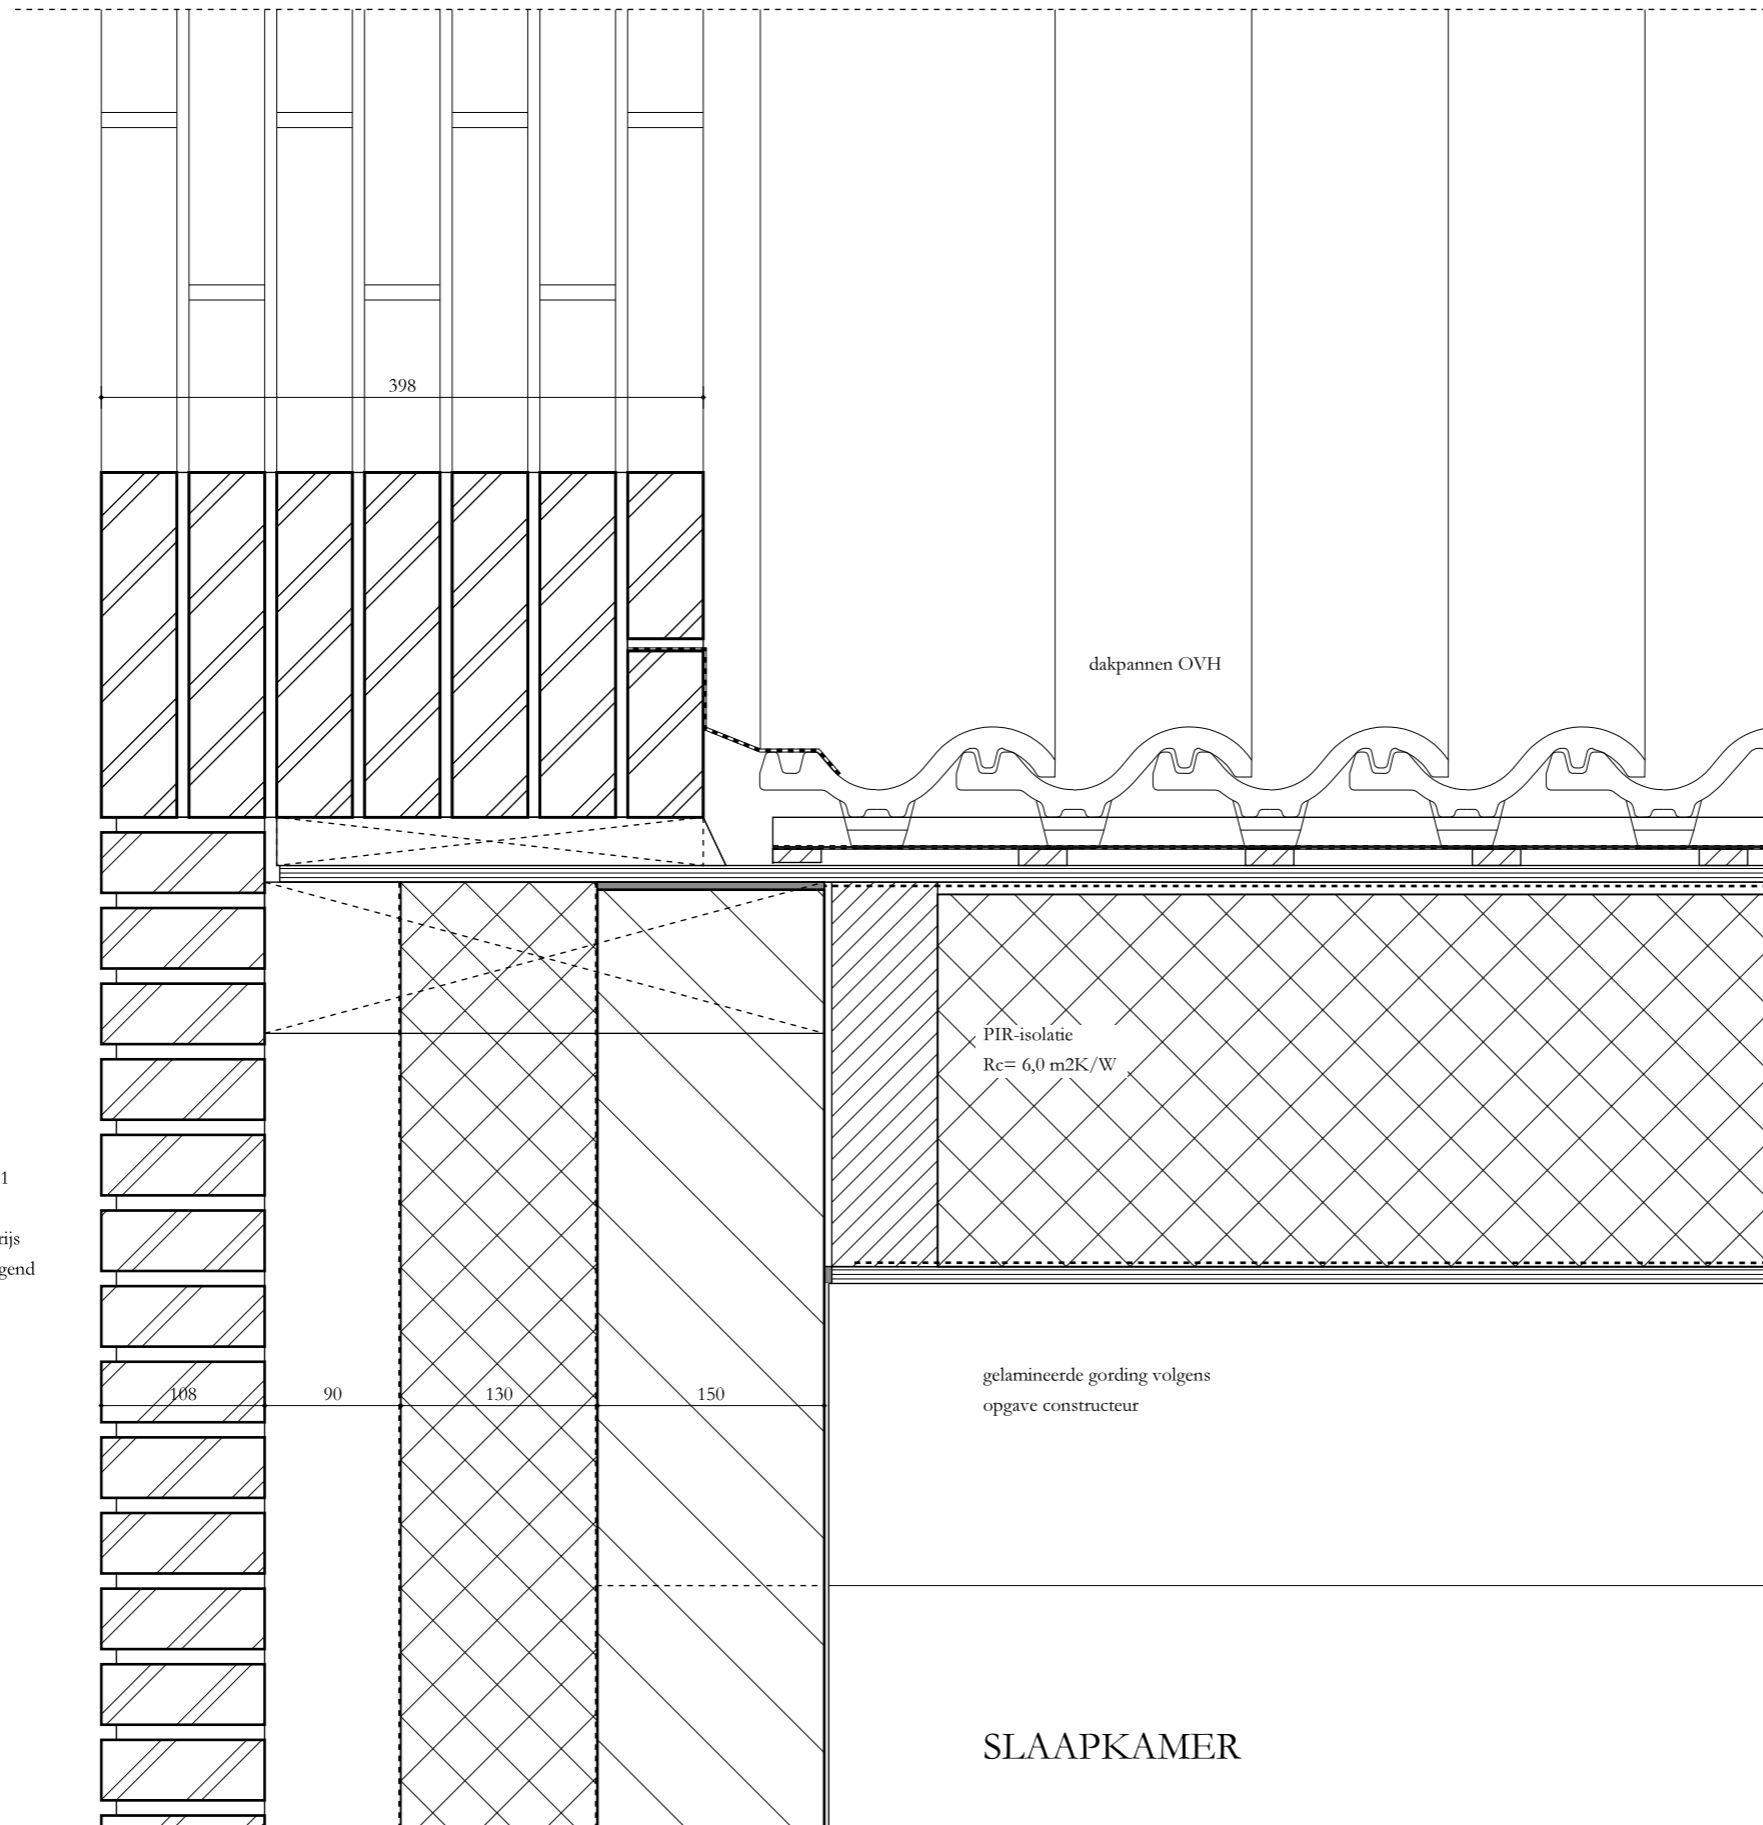 398
dakpannen OVH
PIR-isolatie
Rc= 6,0 m2K/W
1
rijs
gend
gelamineerde gording volgens
opgave constructeur
108 90 130 150
SLAAPKAMER